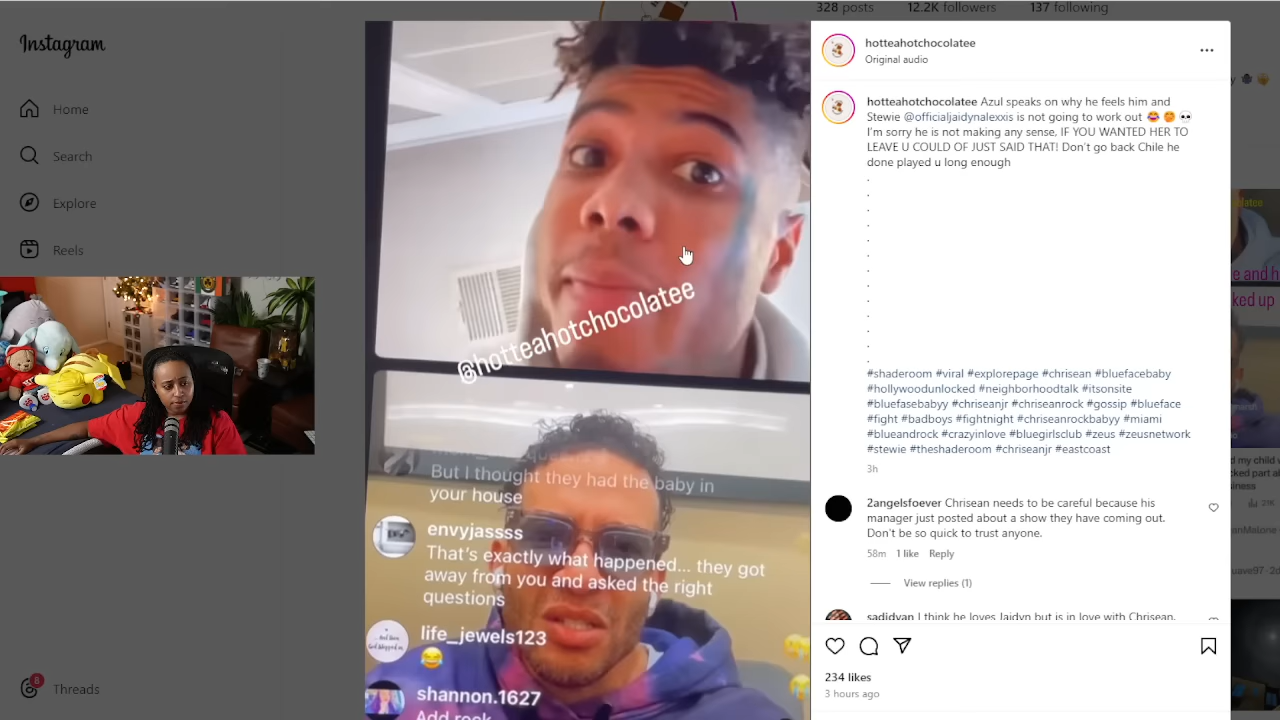 328 posts 12.2K followers 137 following
Instagram
Home
Search
Explore
Reels
8
Threads
@hotteahotchocolatee
But I thought they had the baby in
your house
envyjassss
That's exactly what happened... they got
away from you and asked the right
questions
life_jewels123
😂
shannon.1627
Add rock
hotteahotchocolatee
Original audio
hotteahotchocolatee Azul speaks on why he feels him and
Stewie @officialjaidynalexxis is not going to work out
I'm sorry he is not making any sense, IF YOU WANTED HER TO
LEAVE U COULD OF JUST SAID THAT! Don't go back Chile he
done played u long enough
.
.
.
.
.
.
.
.
.
.
.
.
.
#shaderoom #viral #explorepage #chrisean #bluefacebaby
#hollywoodunlocked #neighborhoodtalk #itsonsite
#bluefasebabyy #chriseanjr #chriseanrock #gossip #blueface
#fight #badboys #fightnight #chriseanrockbabyy #miami
#blueandrock #crazyinlove #bluegirlsclub #zeus #zeusnetwork
#stewie #theshaderoom #chriseanjr #eastcoast
3h
2angelsfoever Chrisean needs to be careful because his
manager just posted about a show they have coming out.
Don't be so quick to trust anyone.
58m 1 like Reply
View replies (1)
sadidyan I think he loves Jaidyn but is in love with Chrisean.
234 likes
3 hours ago
e and h
ked up